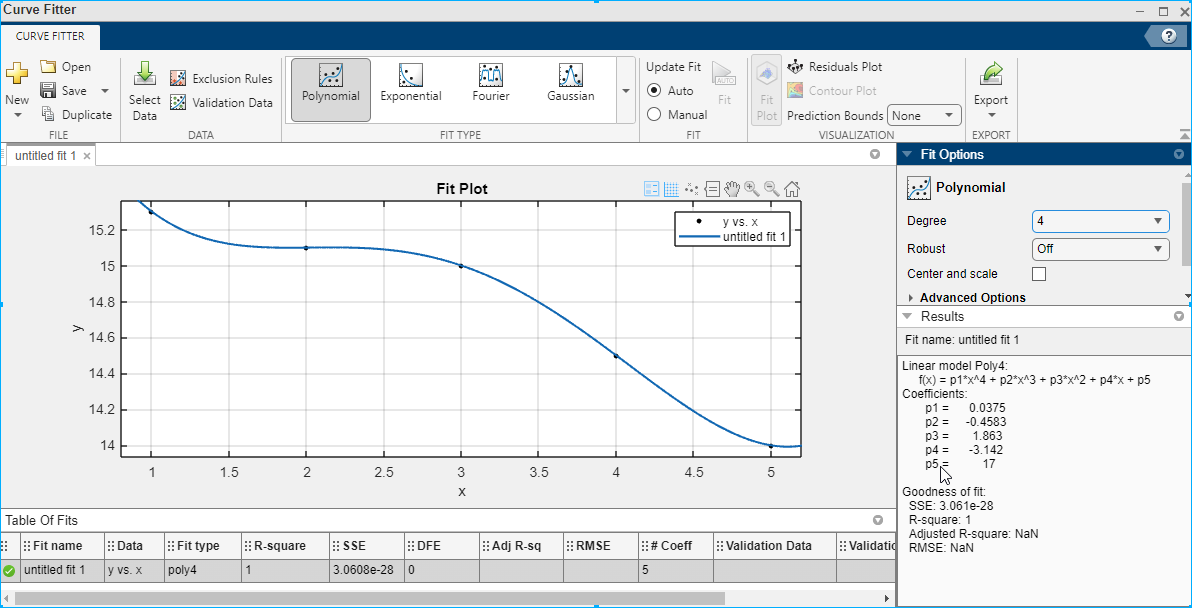 Curve Fitter
CURVE FITTER
New
Open
Save
Duplicate
FILE
Select
Data
Exclusion Rules
Validation Data
DATA
Polynomial
Exponential
Fourier
Gaussian
FIT TYPE
Update Fit
Auto
Manual
AUTO
Fit
FIT
Fit
Plot
Residuals Plot
Contour Plot
Prediction Bounds None
VISUALIZATION
Export
EXPORT
untitled fit 1
Fit Plot
y vs. x
untitled fit 1
15.2
15
14.8
14.6
14.4
14.2
14
y
1 1.5 2 2.5 3 3.5 4 4.5 5
x
Table Of Fits
Fit name Data Fit type R-square SSE DFE Adj R-sq RMSE # Coeff Validation Data
untitled fit 1 y vs. x poly4 1 3.0608e-28 0 5
Fit Options
Polynomial
Degree 4
Robust Off
Center and scale
Advanced Options
Results
Fit name: untitled fit 1
Linear model Poly4:
f(x) = p1*x^4 + p2*x^3 + p3*x^2 + p4*x + p5
Coefficients:
p1 = 0.0375
p2 = -0.4583
p3 = 1.863
p4 = -3.142
p5 = 17
Goodness of fit:
SSE: 3.061e-28
R-square: 1
Adjusted R-square: NaN
RMSE: NaN